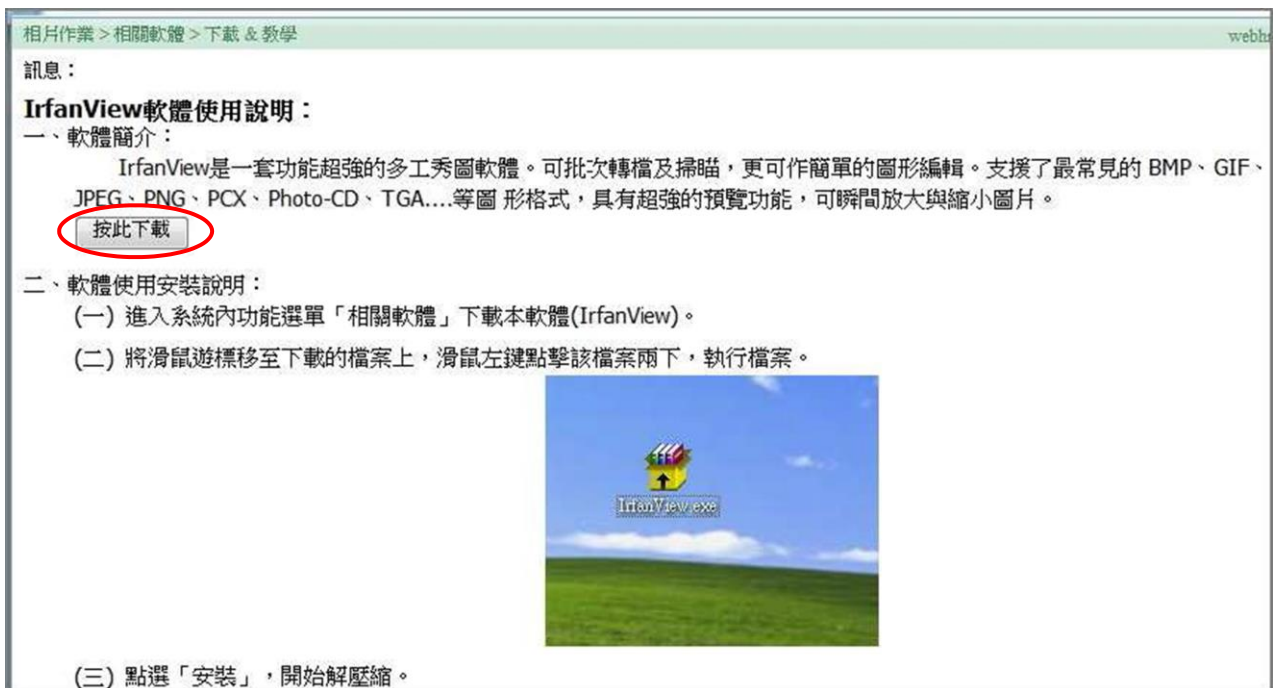 相片作業 > 相關軟體 > 下載 & 教學
訊息：
IrfanView軟體使用說明：
一、軟體簡介：
IrfanView是一套功能超強的多工秀圖軟體。可批次轉檔及掃瞄，更可作簡單的圖形編輯。支援了最常見的 BMP、GIF、
JPEG、PNG、PCX、Photo-CD、TGA....等圖 形格式，具有超強的預覽功能，可瞬間放大與縮小圖片。
按此下載
二、軟體使用安裝說明：
(一) 進入系統內功能選單「相關軟體」下載本軟體(IrfanView)。
(二) 將滑鼠遊標移至下載的檔案上，滑鼠左鍵點擊該檔案兩下，執行檔案。
IrfanView.exe
(三) 點選「安裝」，開始解壓縮。